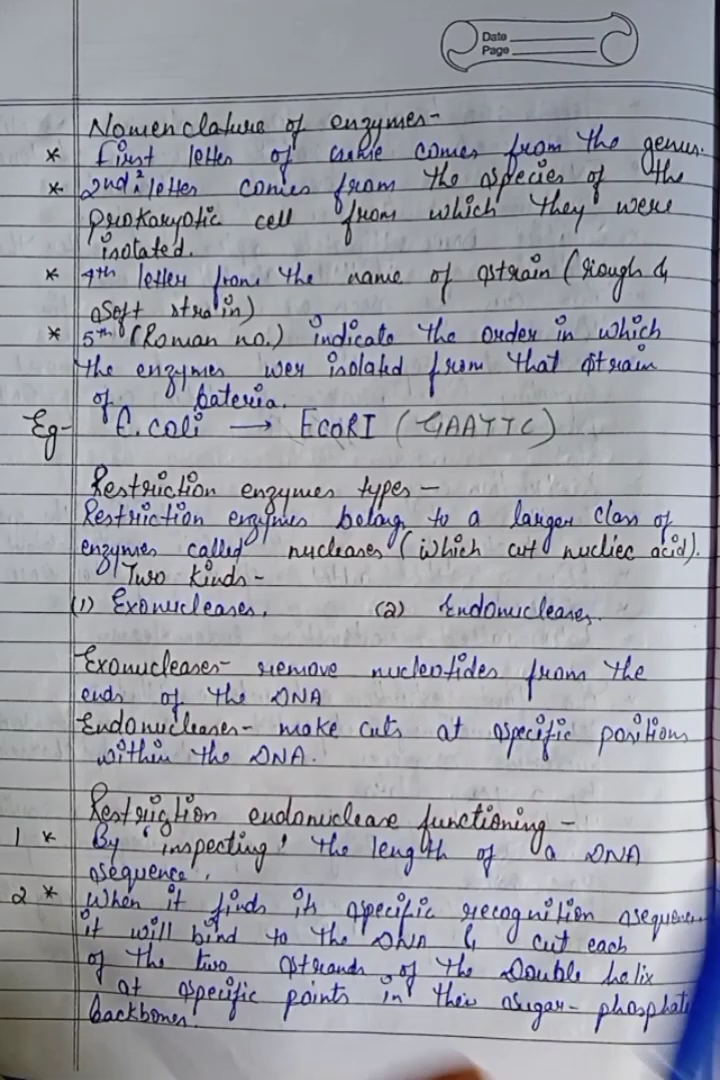 Date
Page
Nomenclature of enzymes-
* First letter of comes from the genus.
* 2nd 2 letter comes from the species of the
prokaryotic cell from which they were
isolated.
* 4th letter from the name of strain (rough &
soft strain)
* 5th (Roman no.) indicate the order in which
the enzymes wer isolated from that strain
of bateria.
Eg- E.coli → EcoRI (GAATTC)
Restriction enzymes types -
Restriction enzymes belong to a larger class of
enzymes called nucleases (which cut nucliec acid).
Two kinds-
(1) Exonucleases. (2) Endonucleases.
Exonucleases- remove nucleotides from the
ends of the DNA
Endonucleases- make cuts at specific positions
within the DNA.
Restriction endonuclease functioning -
1 * By 'inspecting' the length of a DNA
sequence.
2 * When it finds its specific recognition sequence
it will bind to the DNA & cut each
of the two strands of the Double helix
at specific points in their sugar-phosphate
backbones.